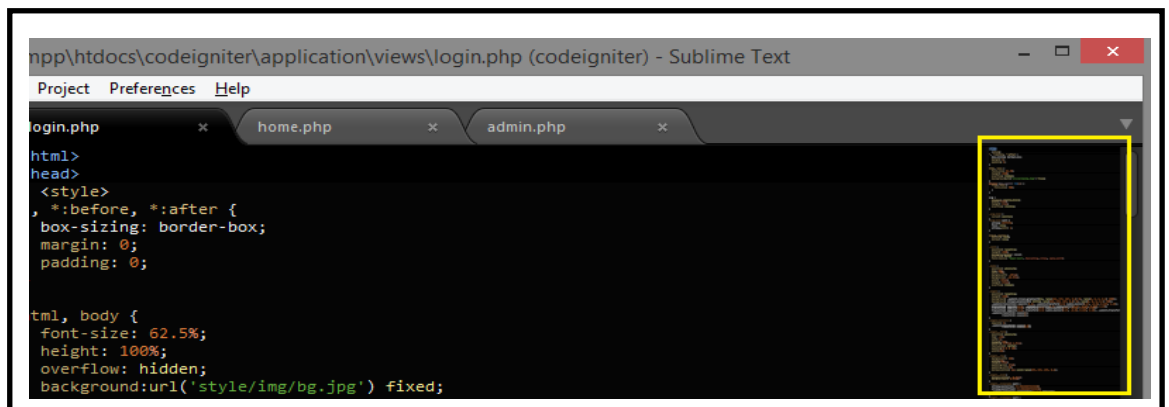 mpp\htdocs\codeigniter\application\views\login.php (codeigniter) - Sublime Text
Project Preferences Help
login.php × home.php × admin.php ×
html>
head>
<style>
, *:before, *:after {
box-sizing: border-box;
margin: 0;
padding: 0;
tml, body {
font-size: 62.5%;
height: 100%;
overflow: hidden;
background:url('style/img/bg.jpg') fixed;